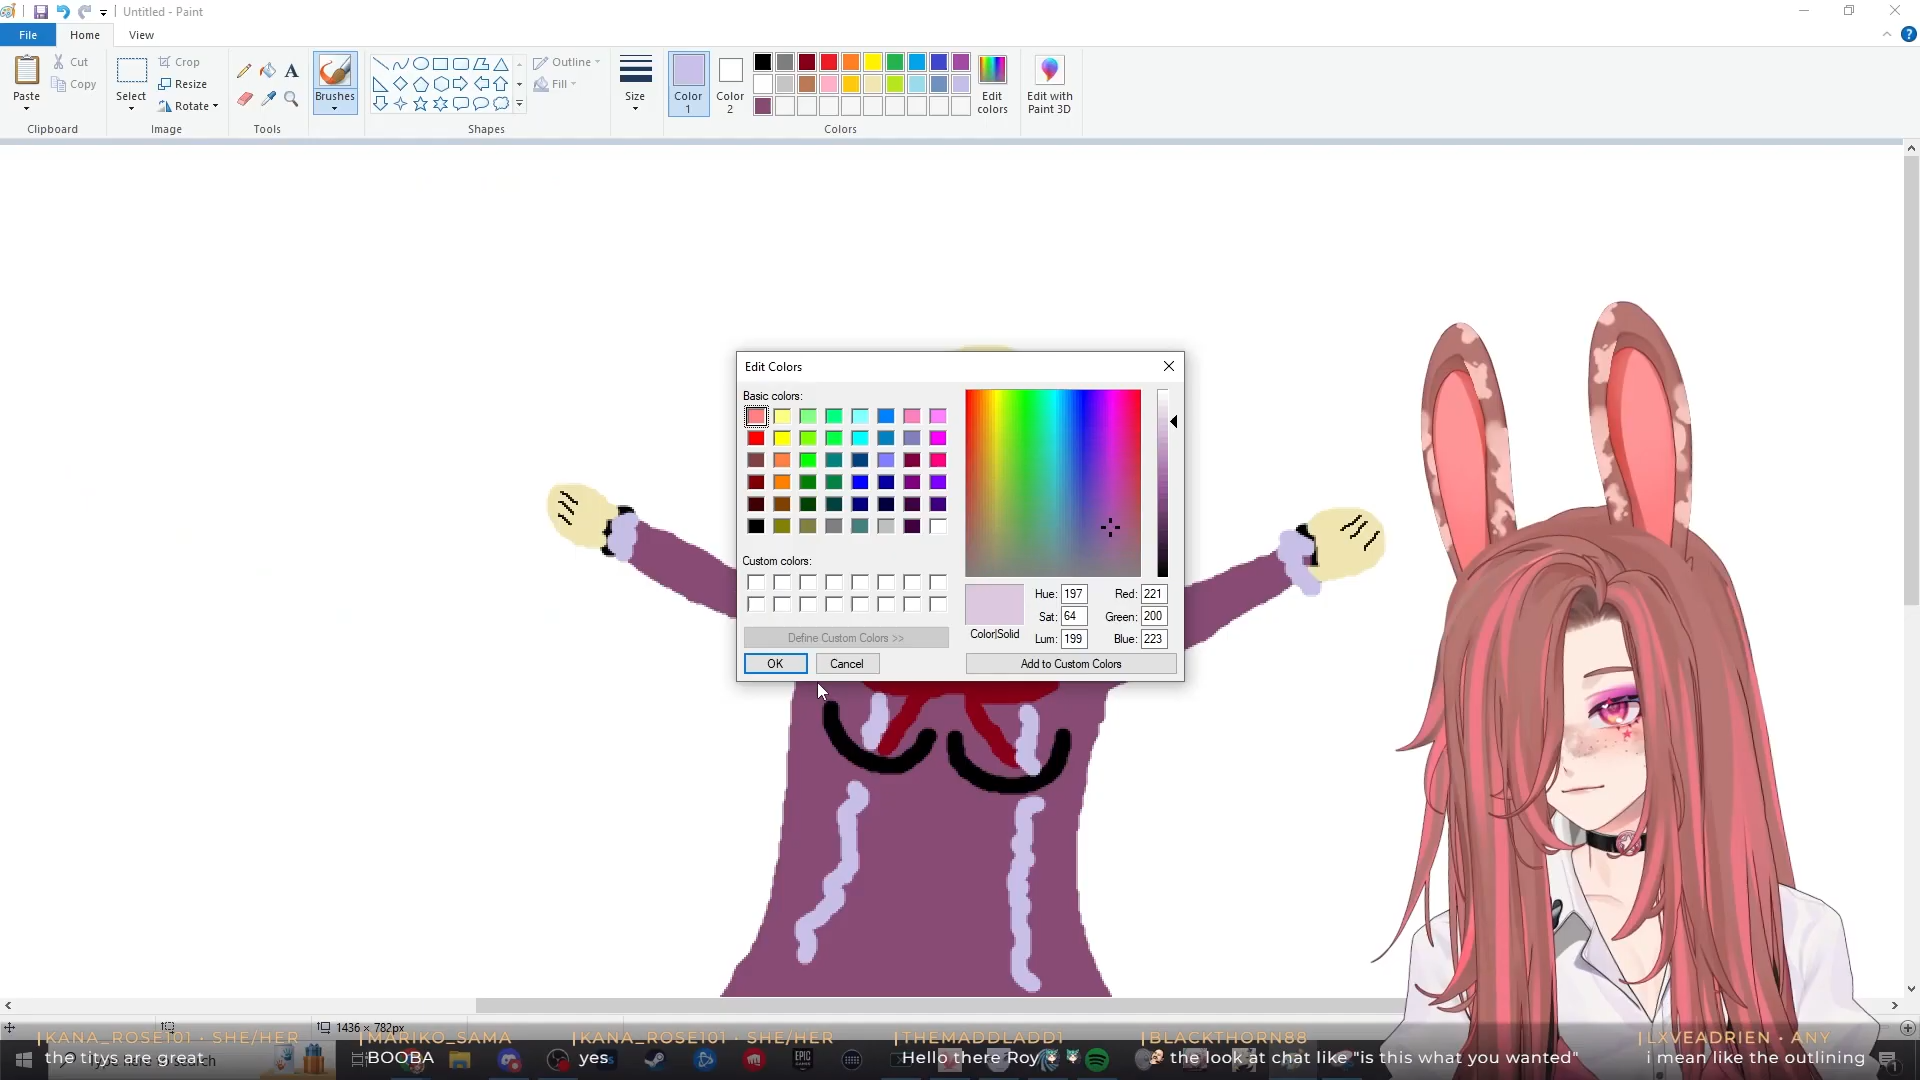 Untitled - Paint
File
Home
View
Paste
Cut
Copy
Clipboard
Select
Crop
Resize
Rotate
Image
Tools
Brushes
Outline
Fill
Shapes
Size
Color
1
Color
2
Colors
Edit
colors
Edit with
Paint 3D
Edit Colors
Basic colors:
Custom colors:
Define Custom Colors >>
OK
Cancel
Color|Solid
Hue: 197
Sat: 64
Lum: 199
Red: 221
Green: 200
Blue: 223
Add to Custom Colors
1436 × 782px
|KANA_ROSE101 · SHE/HER
the titys are great
|MARIKO_SAMA
BOOBA
|KANA_ROSE101 · SHE/HER
yes
|THEMADDLADD1
Hello there Roy
|BLACKTHORN88
the look at chat like "is this what you wanted"
|LXVEADRIEN · ANY
i mean like the outlining